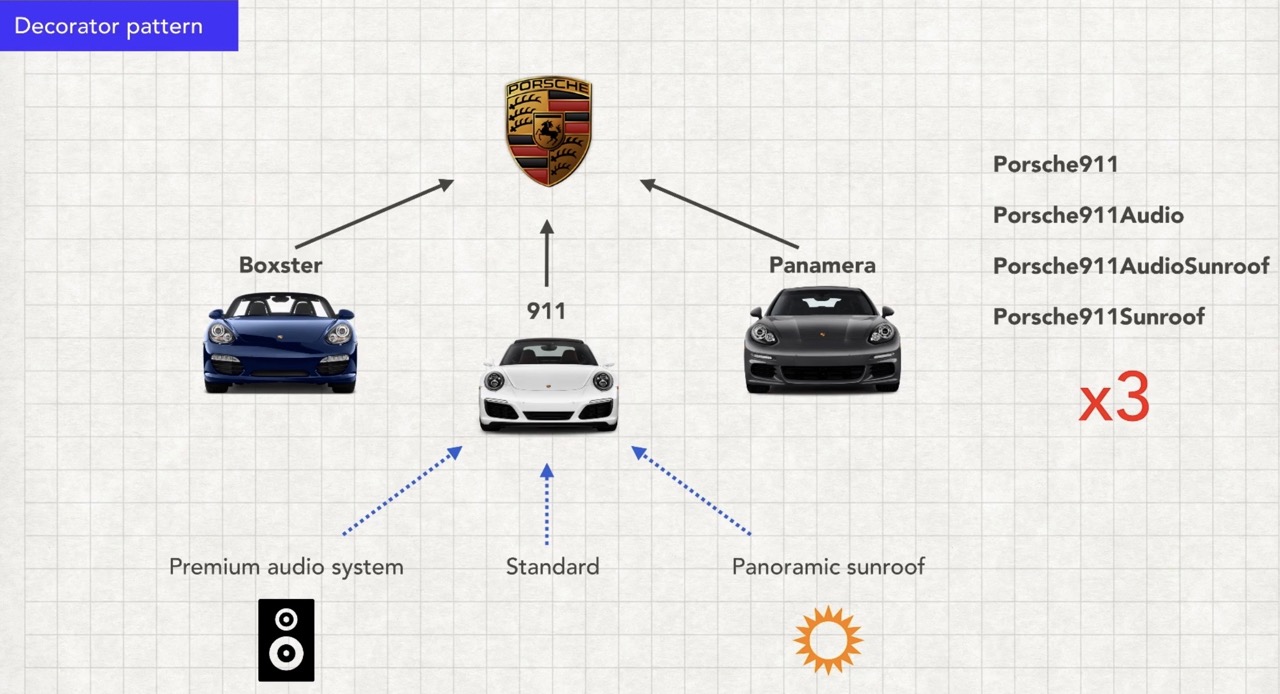 Decorator pattern
PORSCHE
Porsche911
Porsche911Audio
Boxster
Panamera
Porsche911AudioSunroof
911
Porsche911Sunroof
x3
Premium audio system
Standard
Panoramic sunroof